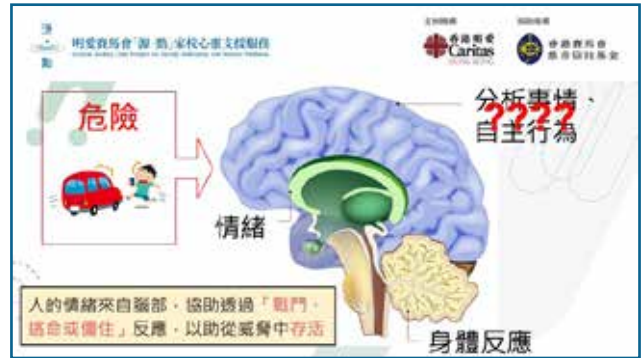 明愛賽馬會「源·動」家校心靈支援服務
香港明愛
Caritas
HONG KONG
香港賽馬會
慈善信託基金
危險
分析事情、
自主行為
????
情緒
人的情緒來自腦部，協助透過「戰鬥、
逃命或僵住」反應，以助從威脅中存活
身體反應